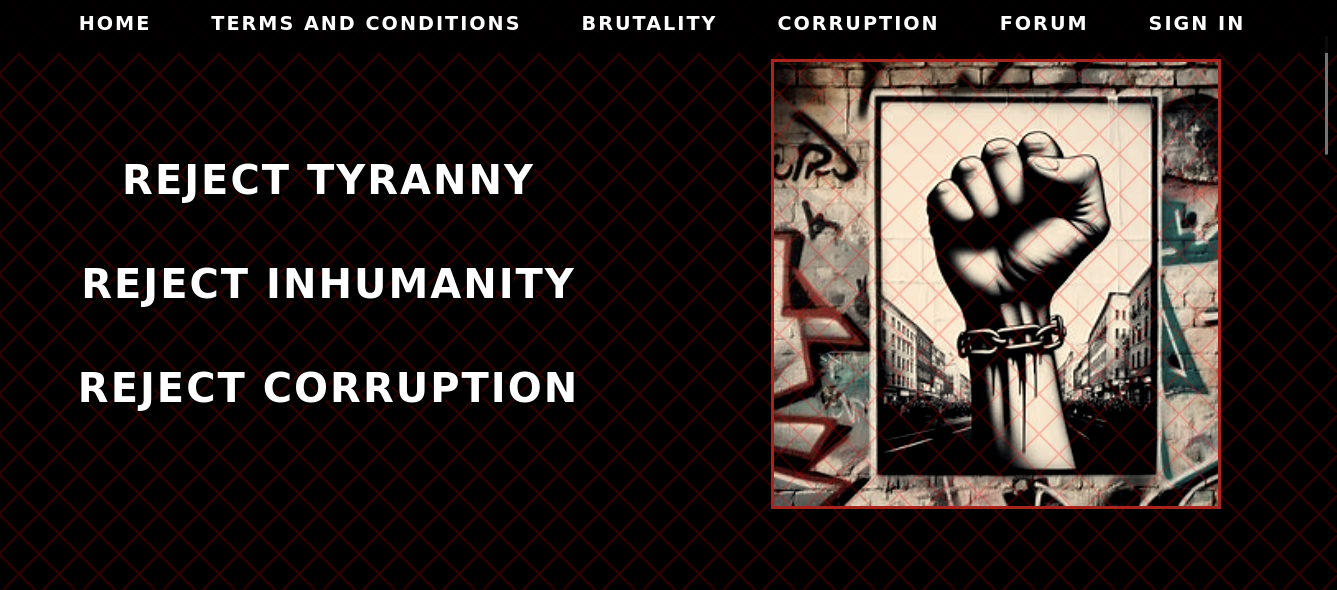 HOME TERMS AND CONDITIONS BRUTALITY CORRUPTION FORUM SIGN IN
REJECT TYRANNY
REJECT INHUMANITY
REJECT CORRUPTION